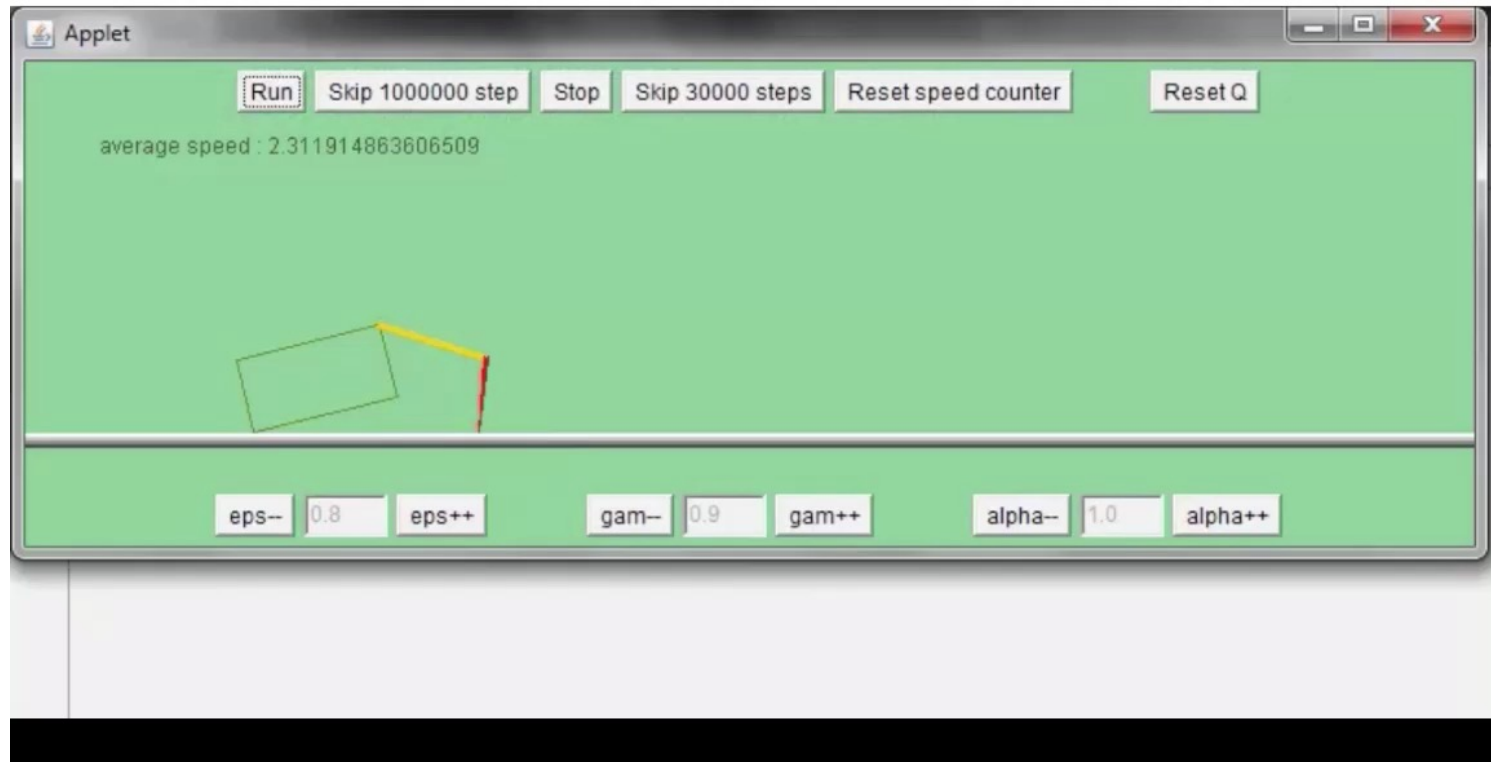 Applet
Run Skip 1000000 step Stop Skip 30000 steps Reset speed counter Reset Q
average speed : 2.311914863606509
eps-- 0.8 eps++ gam-- 0.9 gam++ alpha-- 1.0 alpha++